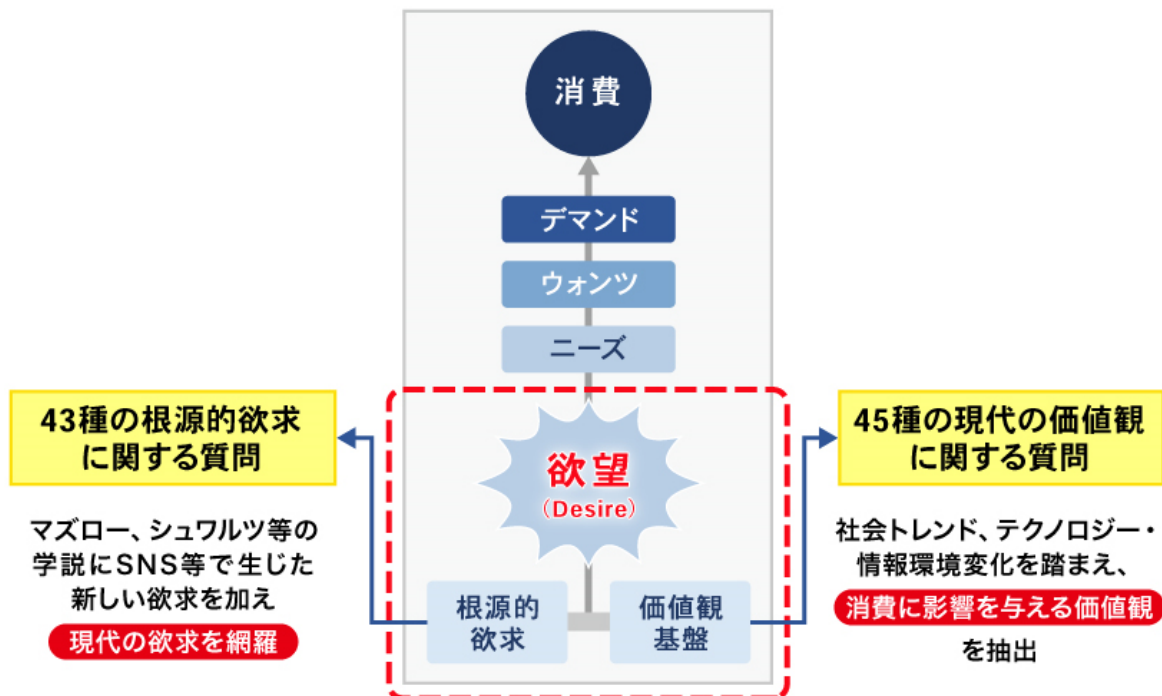 消費
デマンド
ウォンツ
ニーズ
欲望
(Desire)
根源的
欲求
価値観
基盤
43種の根源的欲求
に関する質問
マズロー、シュワルツ等の
学説にSNS等で生じた
新しい欲求を加え
現代の欲求を網羅
45種の現代の価値観
に関する質問
社会トレンド、テクノロジー・
情報環境変化を踏まえ、
消費に影響を与える価値観
を抽出